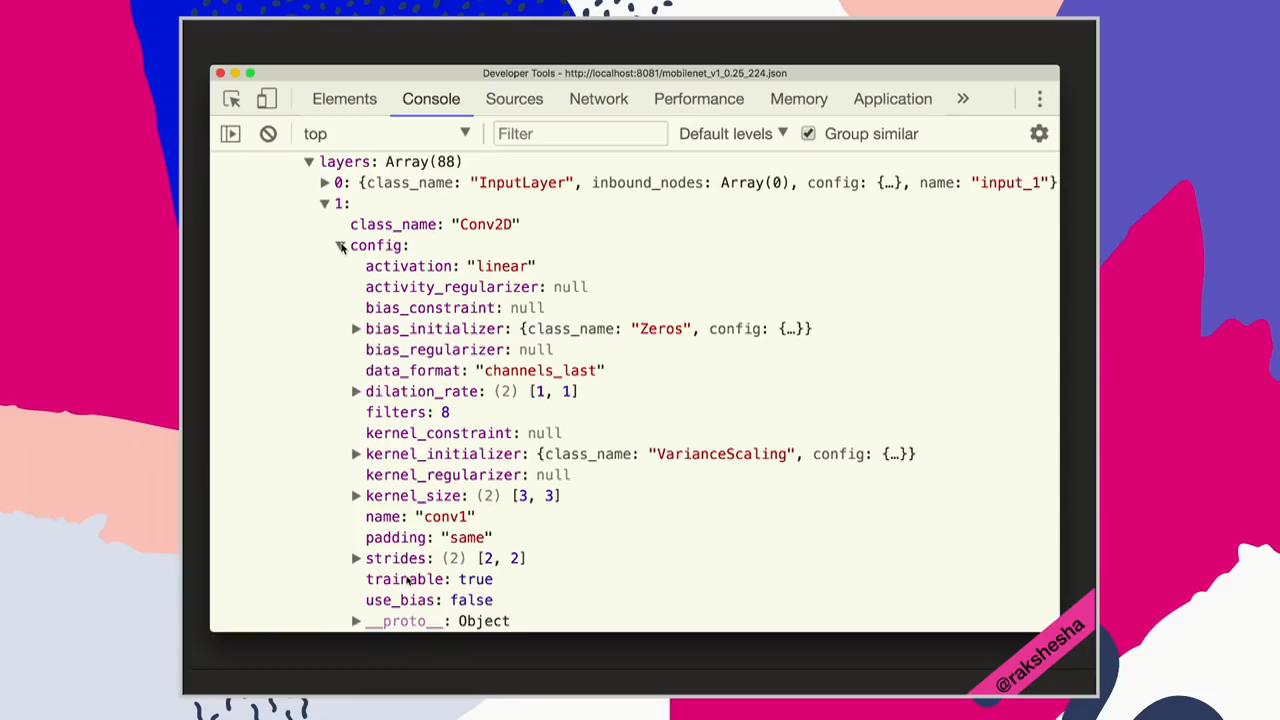 Developer Tools - http://localhost:8081/mobilenet_v1_0.25_224.json
Elements Console Sources Network Performance Memory Application »
top Filter Default levels Group similar
layers: Array(88)
0: {class_name: "InputLayer", inbound_nodes: Array(0), config: {…}, name: "input_1"}
1:
class_name: "Conv2D"
config:
activation: "linear"
activity_regularizer: null
bias_constraint: null
bias_initializer: {class_name: "Zeros", config: {…}}
bias_regularizer: null
data_format: "channels_last"
dilation_rate: (2) [1, 1]
filters: 8
kernel_constraint: null
kernel_initializer: {class_name: "VarianceScaling", config: {…}}
kernel_regularizer: null
kernel_size: (2) [3, 3]
name: "conv1"
padding: "same"
strides: (2) [2, 2]
trainable: true
use_bias: false
__proto__: Object
@rakshesha